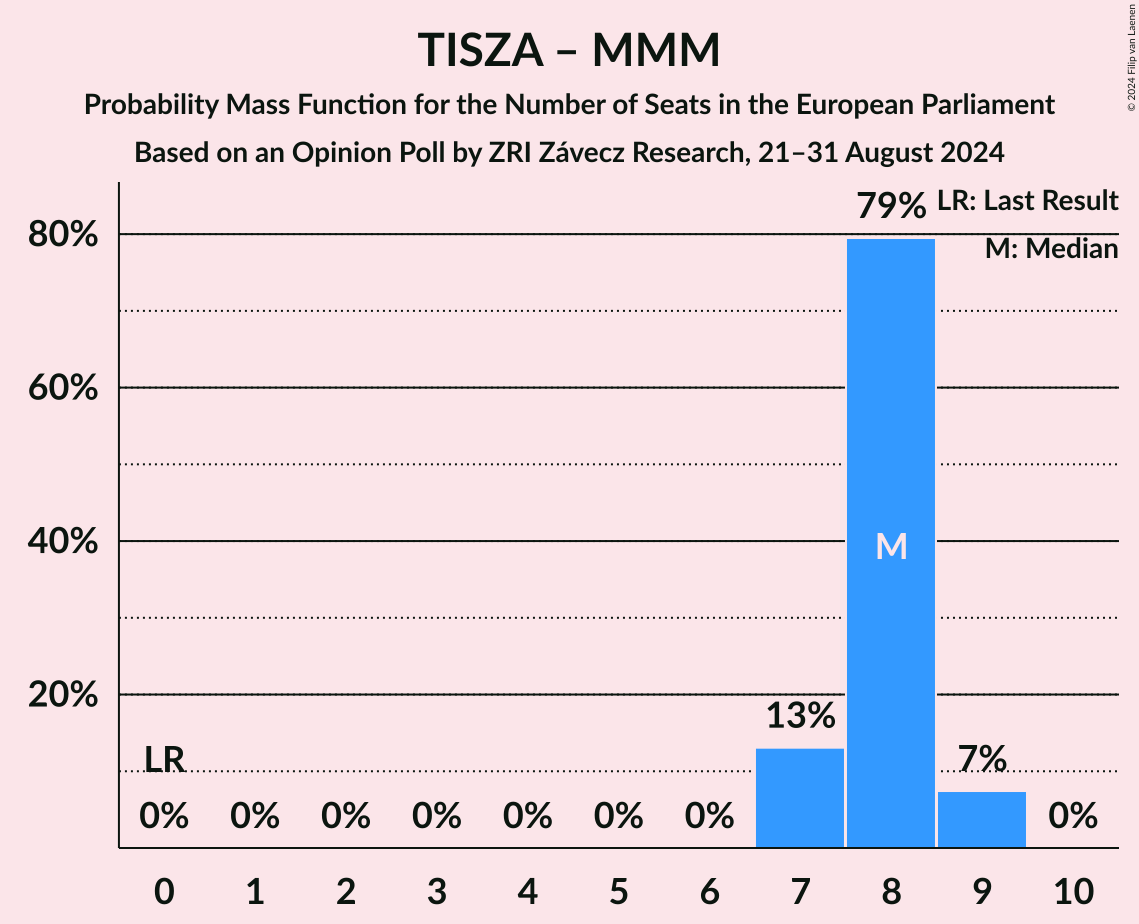 TISZA – MMM
Probability Mass Function for the Number of Seats in the European Parliament
Based on an Opinion Poll by ZRI Závecz Research, 21–31 August 2024
© 2024 Filip van Laenen
LR: Last Result
M: Median
80%
60%
40%
20%
79%
M
13%
7%
LR
0% 0% 0% 0% 0% 0% 0% 0%
0 1 2 3 4 5 6 7 8 9 10